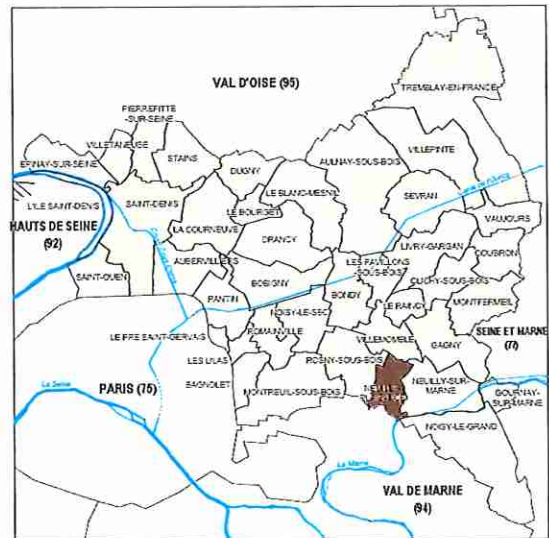 VAL D'OISE (95)
TREMBLAY-EN-FRANCE
PIERREFITTE
-SUR-SEINE
VILLETANEUSE
EPINAY-SUR-SEINE
STAINS
DUGNY
AULNAY-SOUS-BOIS
VILLEPINTE
LE BLANC-MESNIL
SEVRAN
L'ILE SAINT-DENIS
SAINT-DENIS
LE BOURGET
VAUJOURS
HAUTS DE SEINE
(92)
LA COURNEUVE
DRANCY
LIVRY-GARGAN
COUBRON
AUBERVILLIERS
LES PAVILLONS
-SOUS-BOIS
CLICHY-SOUS-BOIS
SAINT-OUEN
BOBIGNY
BONDY
LE RAINCY
MONTFERMEIL
PANTIN
NOISY-LE-SEC
ROMAINVILLE
VILLEMOMBLE
SEINE ET MARNE
(77)
LE PRE SAINT-GERVAIS
ROSNY-SOUS-BOIS
GAGNY
LES LILAS
BAGNOLET
PARIS (75)
La Seine
MONTREUIL-SOUS-BOIS
NEUILLY-SUR-
MARNE
GOURNAY
-SUR-MARNE
NOISY-LE-GRAND
La Marne
VAL DE MARNE
(94)